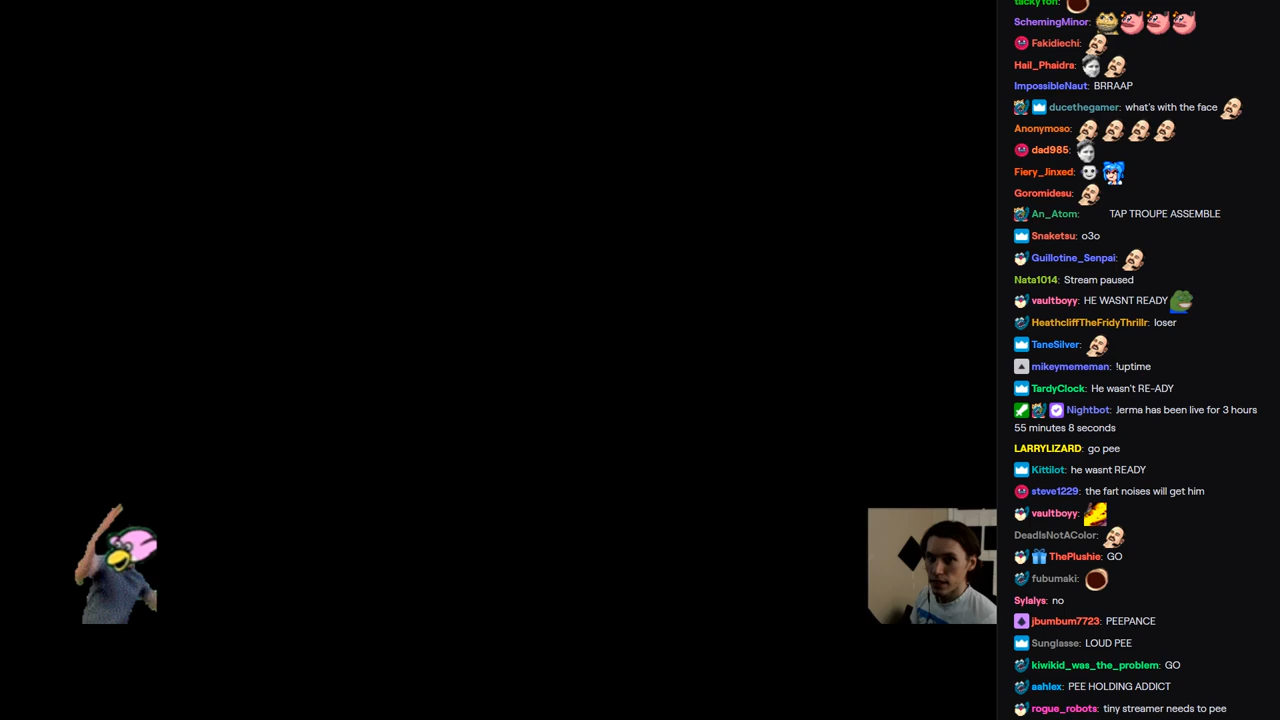 tackyYon:
SchemingMinor:
Fakidiechi:
Hail_Phaidra:
ImpossibleNaut: BRRAAP
ducethegamer: what's with the face
Anonymoso:
dad985:
Fiery_Jinxed:
Goromidesu:
An_Atom: TAP TROUPE ASSEMBLE
Snaketsu: o3o
Guillotine_Senpai:
Nata1014: Stream paused
vaultboyy: HE WASNT READY
HeathcliffTheFridyThrillr: loser
TaneSilver:
mikeymememan: !uptime
TardyClock: He wasn't RE-ADY
Nightbot: Jerma has been live for 3 hours
55 minutes 8 seconds
LARRYLIZARD: go pee
Kittilot: he wasnt READY
steve1229: the fart noises will get him
vaultboyy:
DeadIsNotAColor:
ThePlushie: GO
fubumaki:
Sylalys: no
jbumbum7723: PEEPANCE
Sunglasse: LOUD PEE
kiwikid_was_the_problem: GO
aahlex: PEE HOLDING ADDICT
rogue_robots: tiny streamer needs to pee